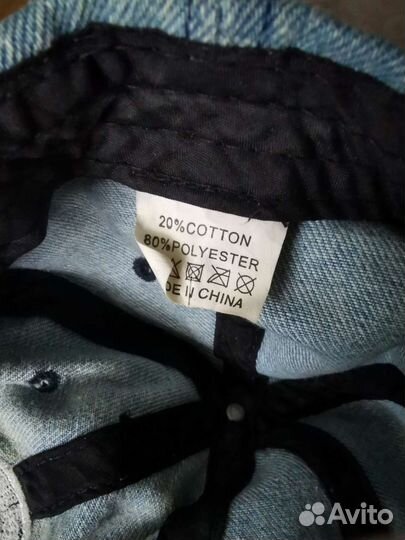 20%COTTON
80%POLYESTER
DE IN CHINA
Avito